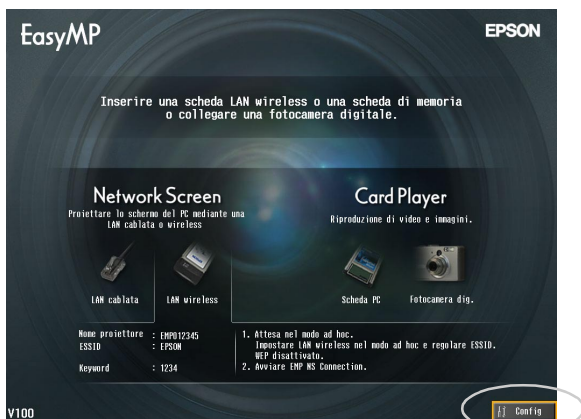 EasyMP
EPSON
Inserire una scheda LAN wireless o una scheda di memoria
o collegare una fotocamera digitale.
Network Screen
Proiettare lo schermo del PC mediante una
LAN cablata o wireless
LAN cablata
LAN wireless
Card Player
Riproduzione di video e immagini.
Scheda PC
Fotocamera dig.
Nome proiettore : EMP012345
ESSID : EPSON
Keyword : 1234
1. Attesa nel modo ad hoc.
Impostare LAN wireless nel modo ad hoc e regolare ESSID.
WEP disattivato.
2. Avviare EMP NS Connection.
V100
Config